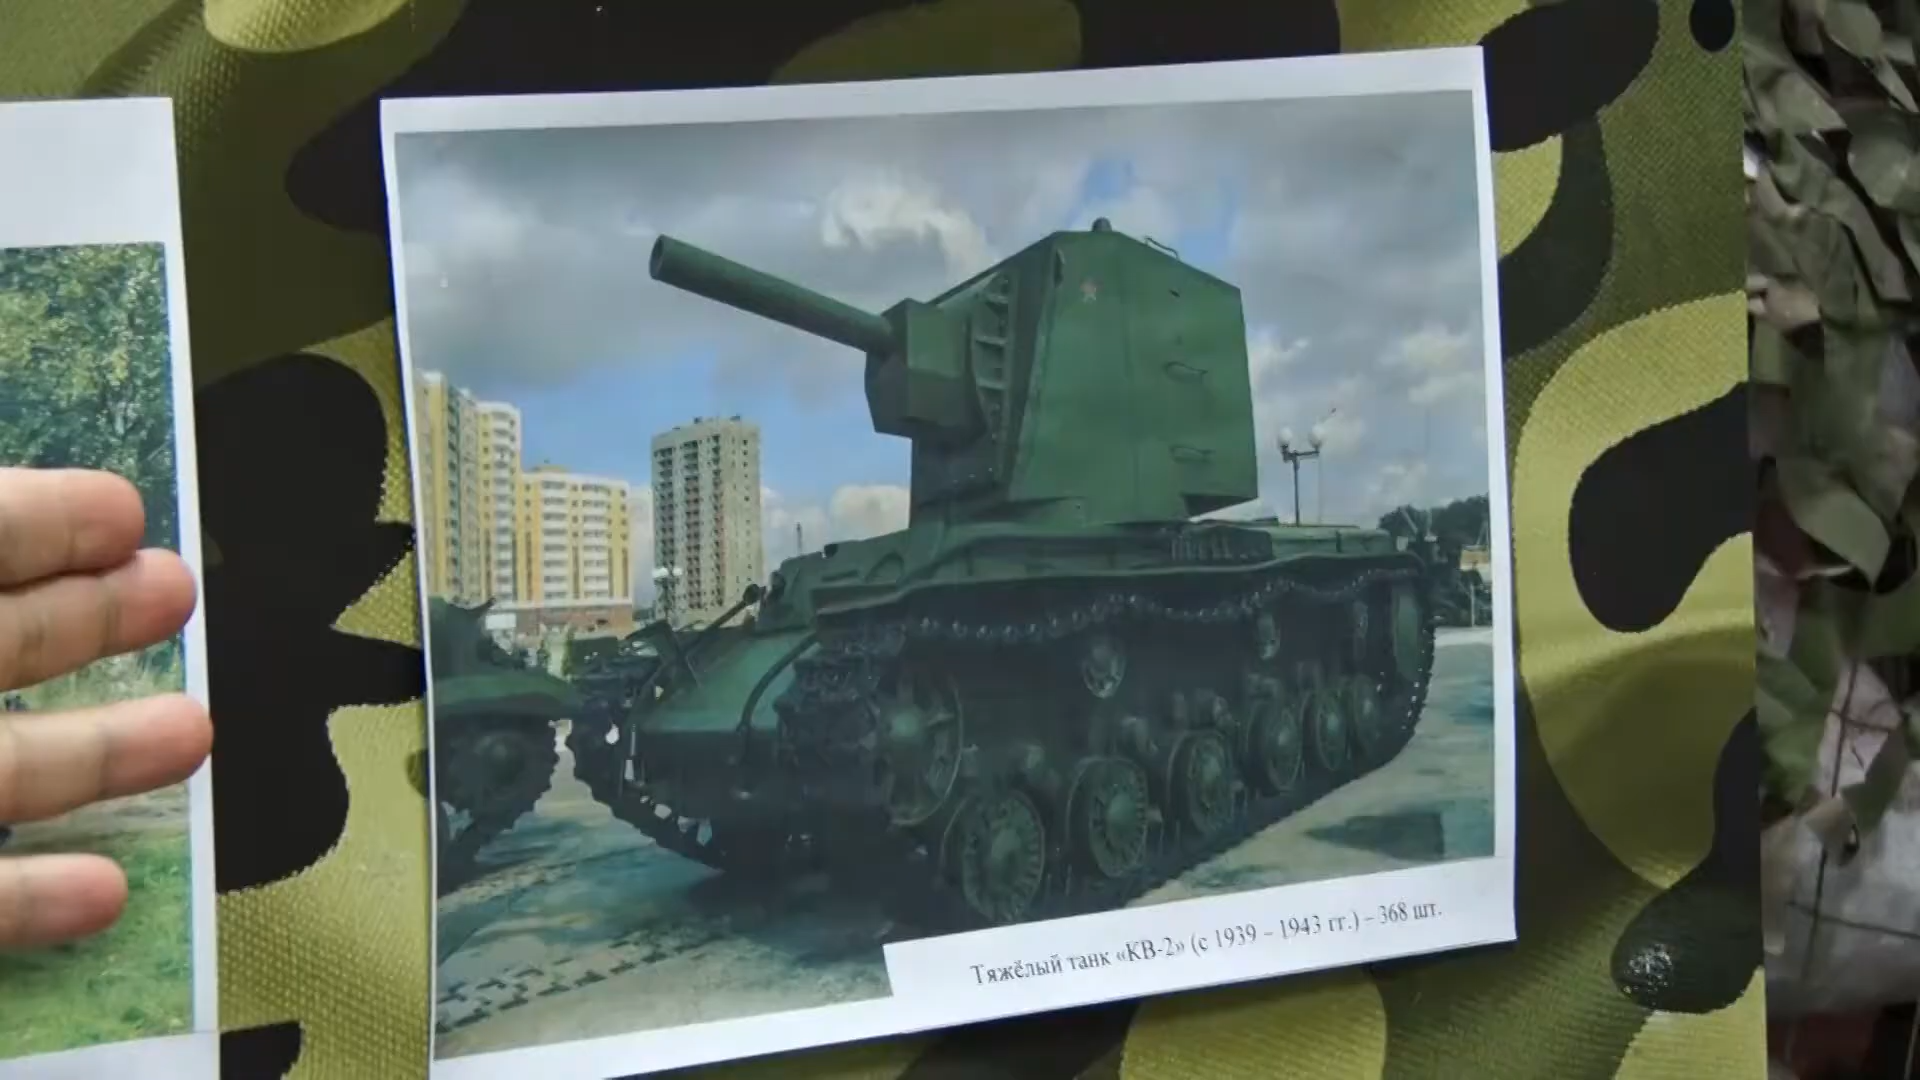 Тяжёлый танк «КВ-2» (с 1939 – 1943 гг.) – 368 шт.